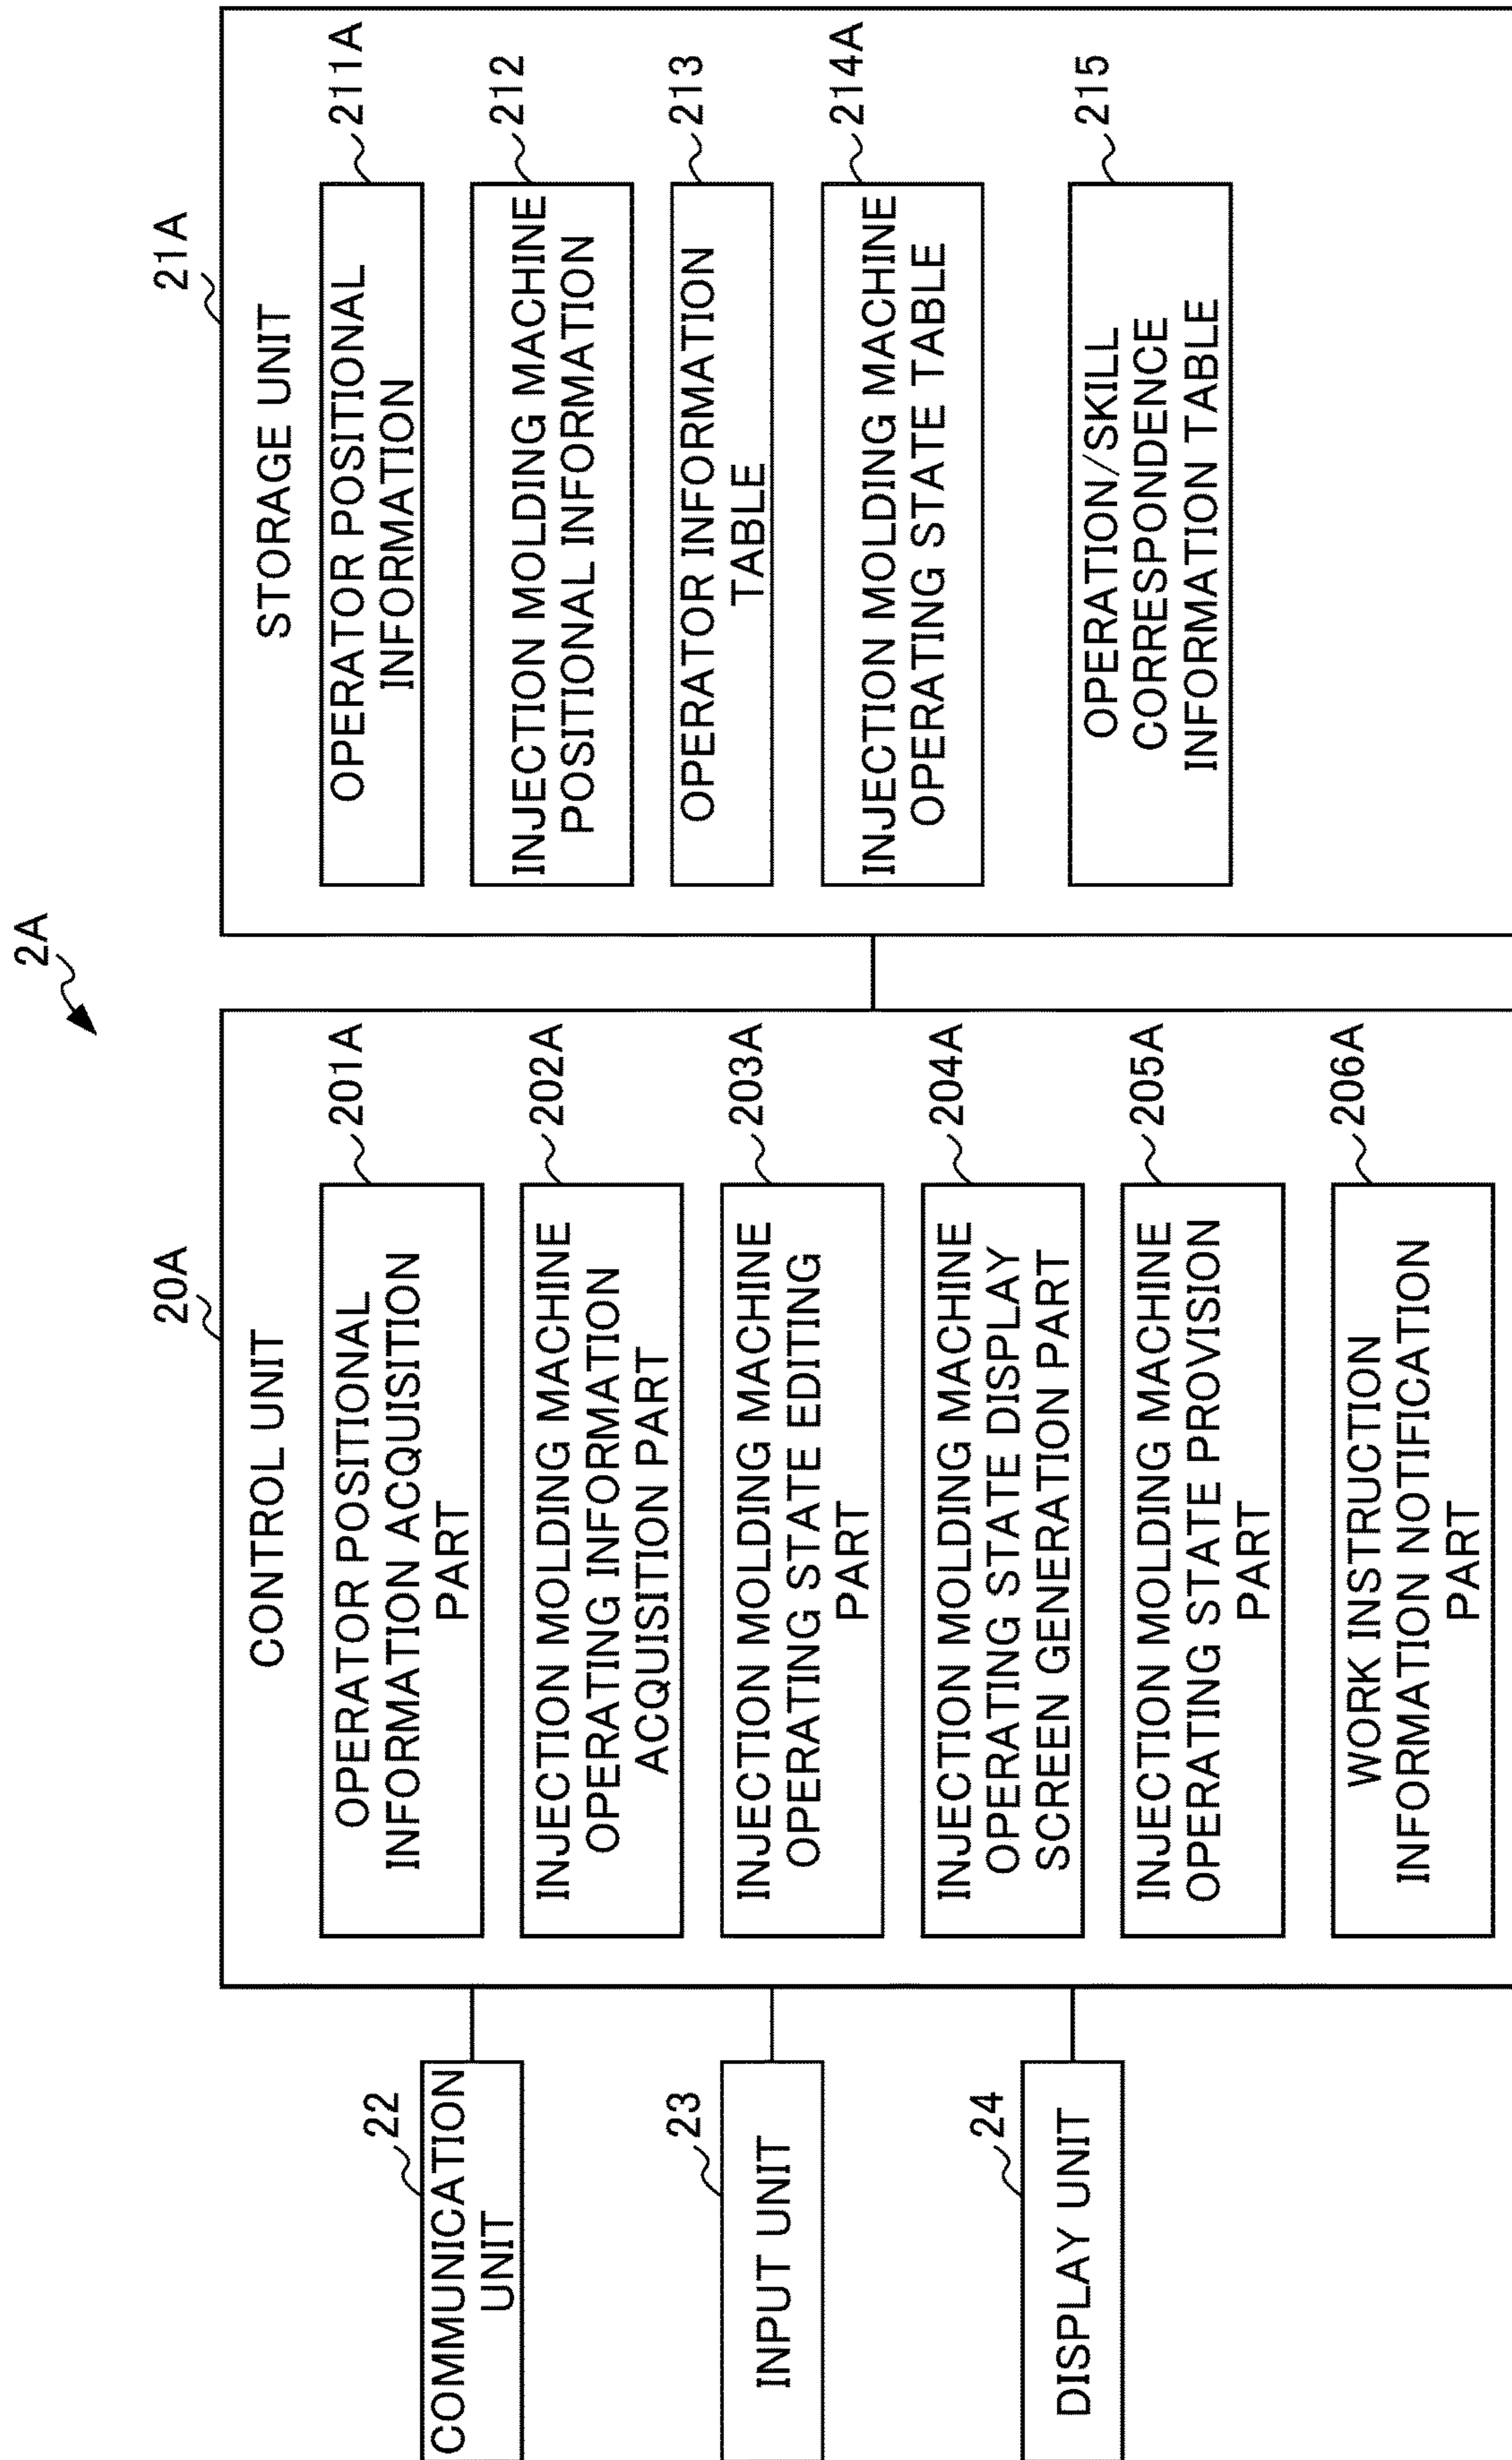 2A
22
COMMUNICATION
UNIT
23
INPUT UNIT
24
DISPLAY UNIT
20A
CONTROL UNIT
201A
OPERATOR POSITIONAL
INFORMATION ACQUISITION
PART
202A
INJECTION MOLDING MACHINE
OPERATING INFORMATION
ACQUISITION PART
203A
INJECTION MOLDING MACHINE
OPERATING STATE EDITING
PART
204A
INJECTION MOLDING MACHINE
OPERATING STATE DISPLAY
SCREEN GENERATION PART
205A
INJECTION MOLDING MACHINE
OPERATING STATE PROVISION
PART
206A
WORK INSTRUCTION
INFORMATION NOTIFICATION
PART
21A
STORAGE UNIT
211A
OPERATOR POSITIONAL
INFORMATION
212
INJECTION MOLDING MACHINE
POSITIONAL INFORMATION
213
OPERATOR INFORMATION
TABLE
214A
INJECTION MOLDING MACHINE
OPERATING STATE TABLE
215
OPERATION/SKILL
CORRESPONDENCE
INFORMATION TABLE